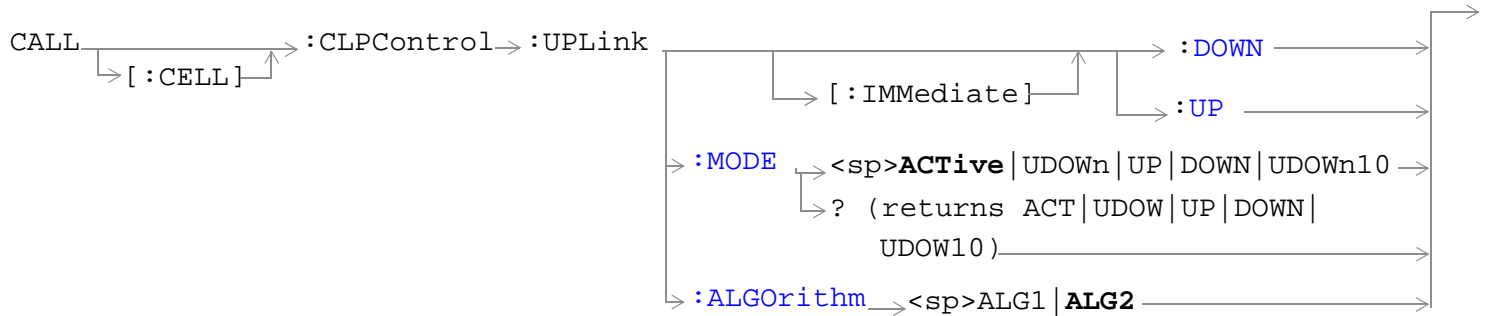 CALL :CLPControl :UPLink :DOWN
[:CELL]
[:IMMediate]
:UP
:MODE <sp>ACTive|UDOWn|UP|DOWN|UDOWn10
? (returns ACT|UDOW|UP|DOWN|
UDOW10)
:ALGOrithm <sp>ALG1|ALG2